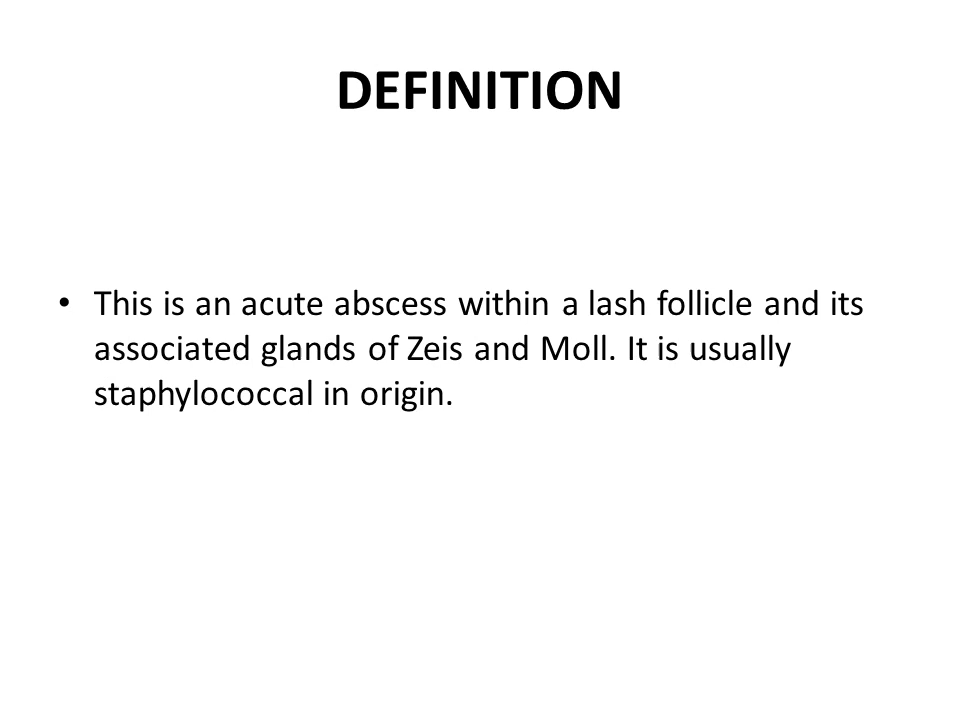 DEFINITION
• This is an acute abscess within a lash follicle and its
associated glands of Zeis and Moll. It is usually
staphylococcal in origin.